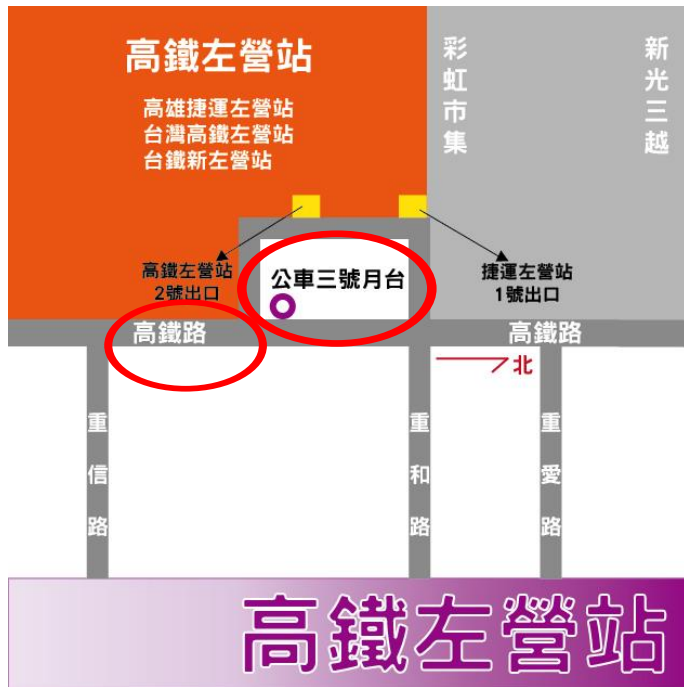 高鐵左營站
高雄捷運左營站
台灣高鐵左營站
台鐵新左營站
彩虹市集
新光三越
高鐵左營站
2號出口
公車三號月台
捷運左營站
1號出口
高鐵路
高鐵路
北
重信路
重和路
重愛路
高鐵左營站